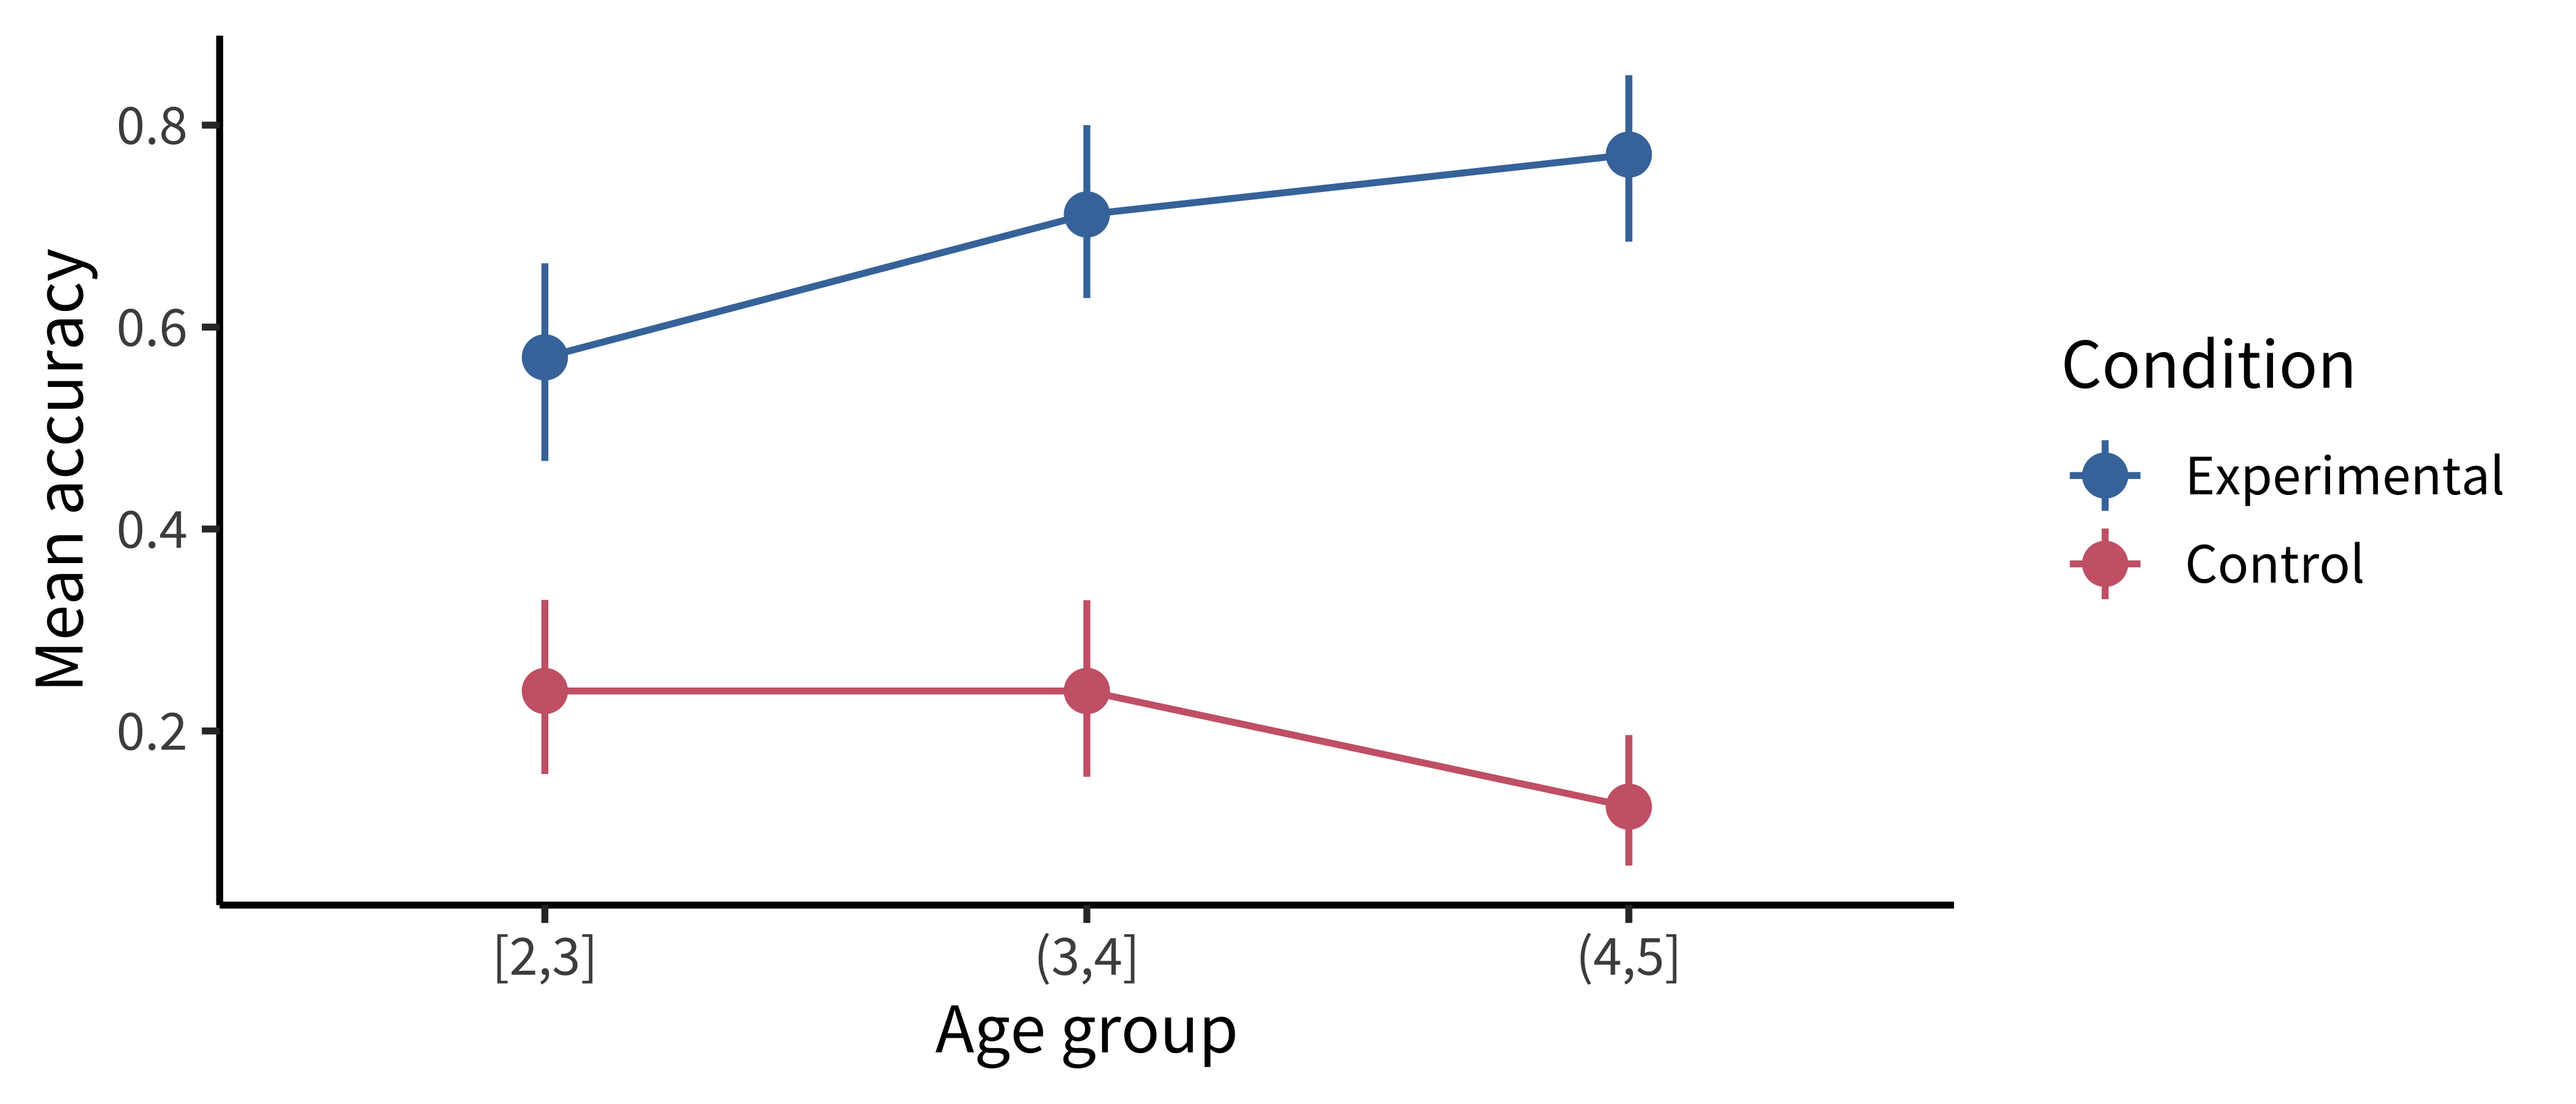 Mean accuracy
0.8
0.6
0.4
0.2
[2,3]
(3,4]
(4,5]
Age group
Condition
Experimental
Control